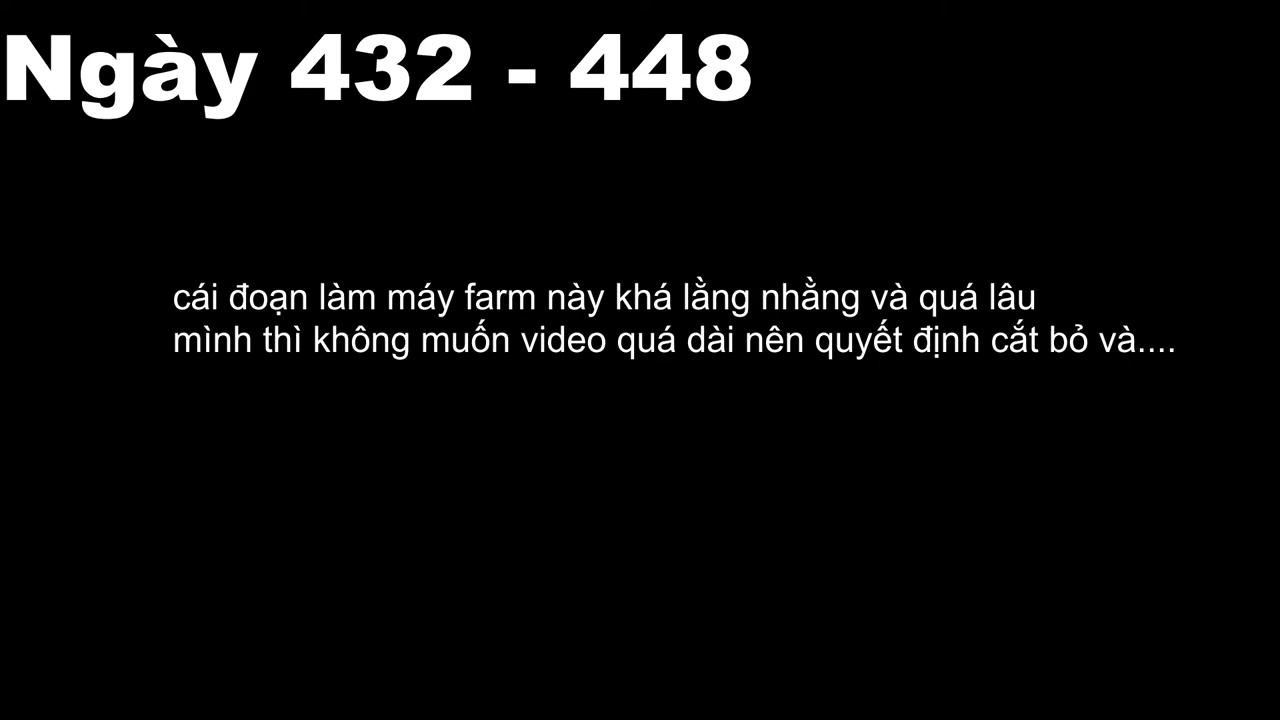 Ngày 432 - 448
cái đoạn làm máy farm này khá lằng nhằng và quá lâu
mình thì không muốn video quá dài nên quyết định cắt bỏ và....